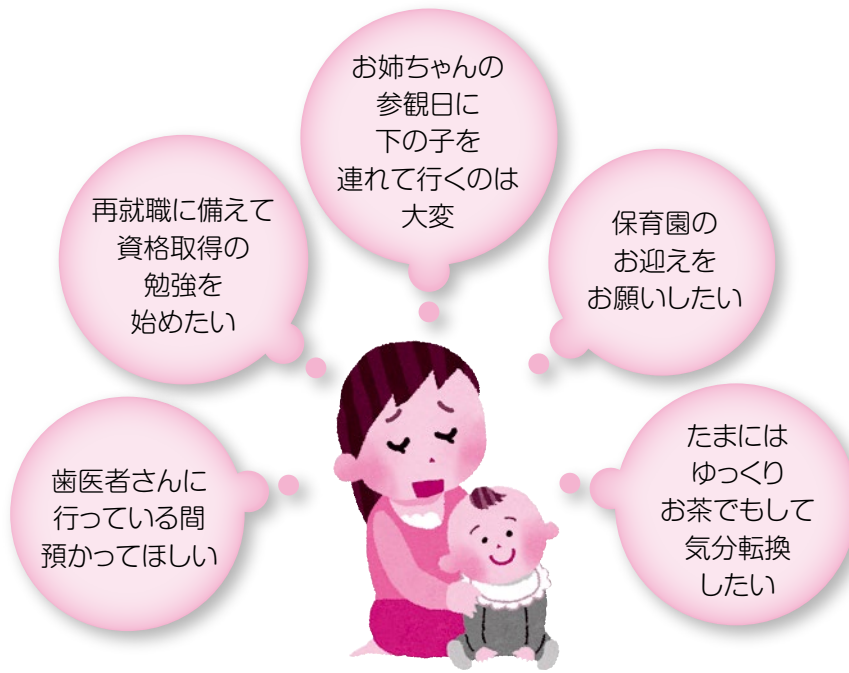 お姉ちゃんの
参観日に
下の子を
連れて行くのは
大変
再就職に備えて
資格取得の
勉強を
始めたい
保育園の
お迎えを
お願いしたい
歯医者さんに
行っている間
預かってほしい
たまには
ゆっくり
お茶でもして
気分転換
したい